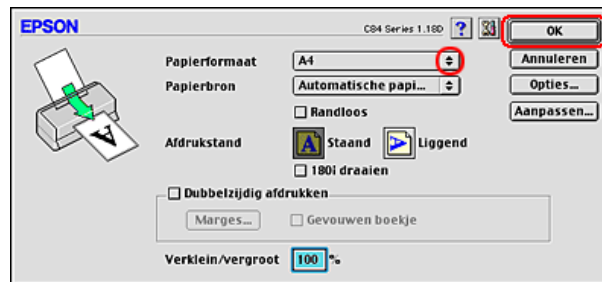 EPSON C84 Series 1.18D ? OK
Papierformaat A4 Annuleren
Papierbron Automatische papi... Opties...
Randloos Aanpassen...
Afdrukstand A Staand A Liggend
180i draaien
Dubbelzijdig afdrukken
Marges... Gevouwen boekje
Verklein/vergroot 100 %
A